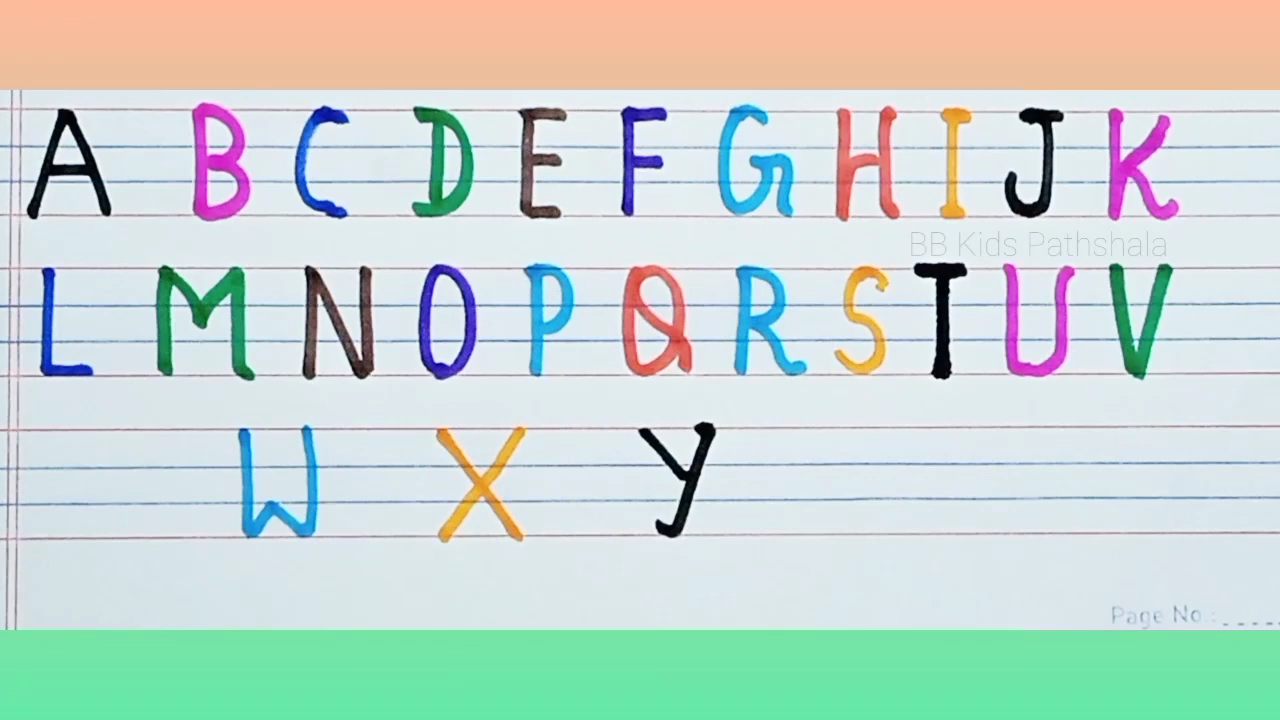 A B C D E F G H I J K
BB Kids Pathshala
L M N O P Q R S T U V
W X Y
Page No.: